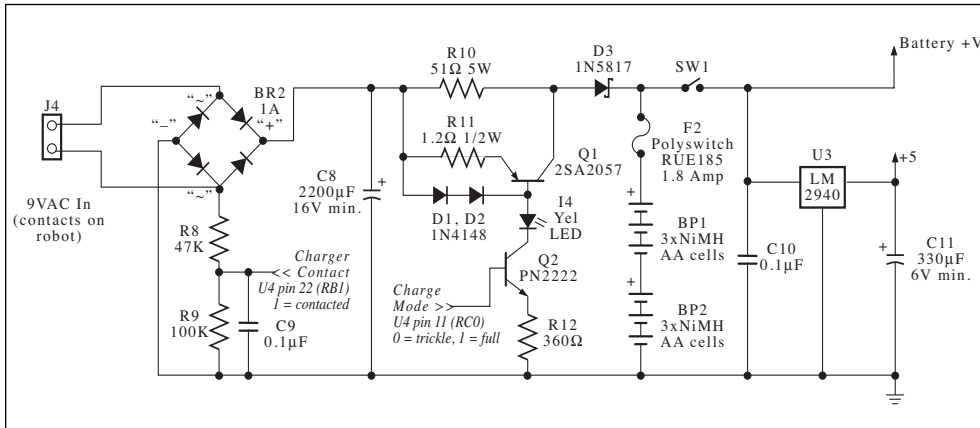 J4
9VAC In
(contacts on
robot)
“~”
BR2
1A
“–”
“+”
“~”
R8
47K
R9
100K
Charger
<< Contact
U4 pin 22 (RB1)
1 = contacted
C9
0.1µF
C8
2200µF
16V min.
+
R10
51Ω 5W
R11
1.2Ω 1/2W
Q1
2SA2057
D1, D2
1N4148
I4
Yel
LED
Q2
PN2222
Charge
Mode >>
U4 pin 11 (RC0)
0 = trickle, 1 = full
R12
360Ω
D3
1N5817
SW1
F2
Polyswitch
RUE185
1.8 Amp
+
BP1
3xNiMH
AA cells
+
BP2
3xNiMH
AA cells
Battery +V
U3
LM
2940
+5
C10
0.1µF
+
C11
330µF
6V min.